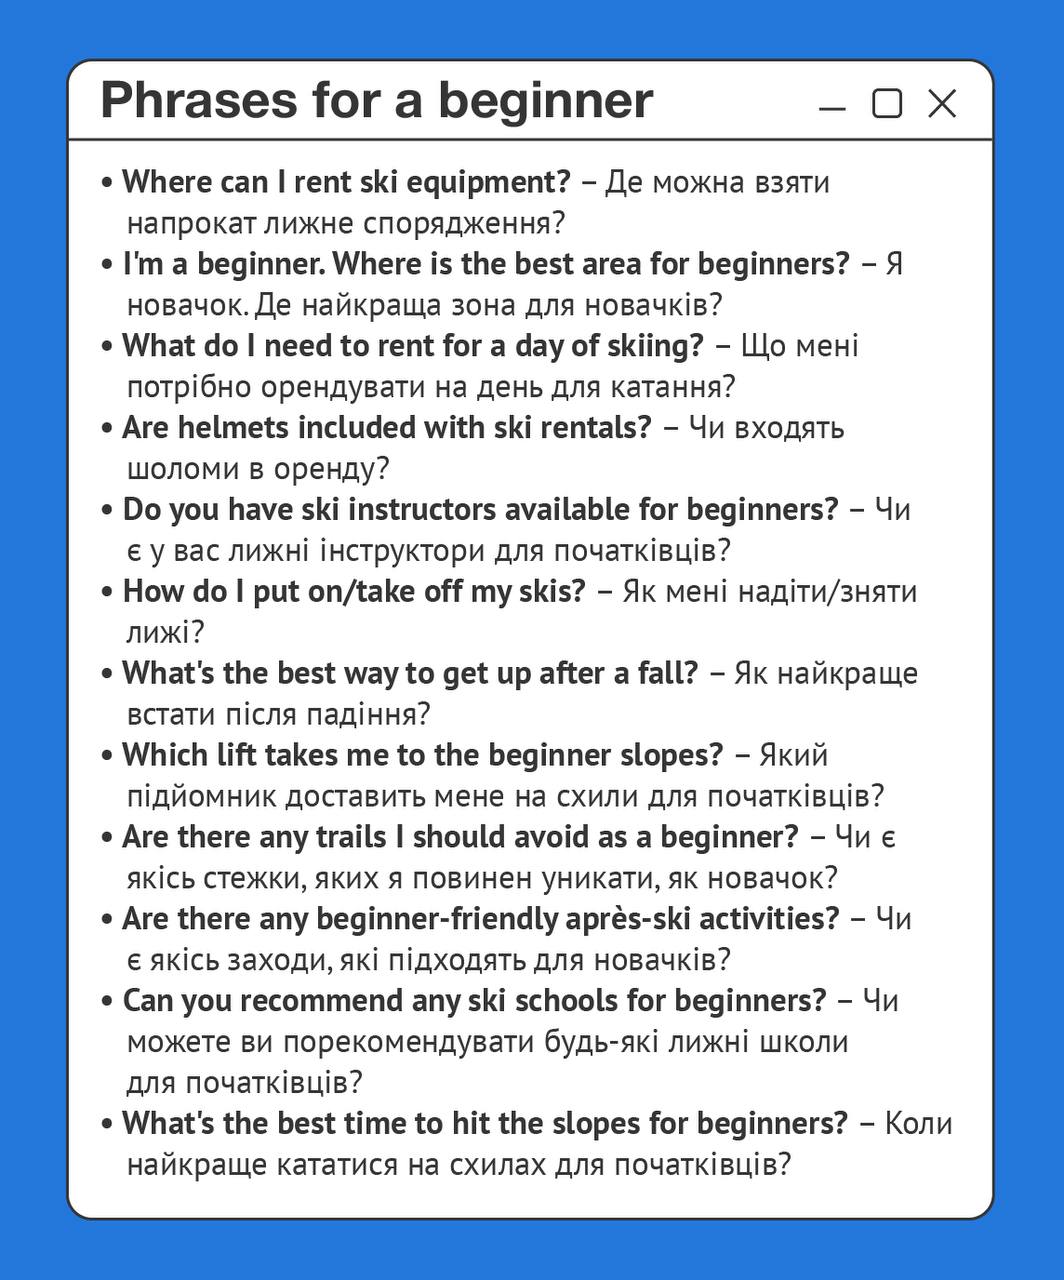 Phrases for a beginner
• Where can I rent ski equipment? – Де можна взяти
напрокат лижне спорядження?
• I'm a beginner. Where is the best area for beginners? – Я
новачок. Де найкраща зона для новачків?
• What do I need to rent for a day of skiing? – Що мені
потрібно орендувати на день для катання?
• Are helmets included with ski rentals? – Чи входять
шоломи в оренду?
• Do you have ski instructors available for beginners? – Чи
є у вас лижні інструктори для початківців?
• How do I put on/take off my skis? – Як мені надіти/зняти
лижі?
• What's the best way to get up after a fall? – Як найкраще
встати після падіння?
• Which lift takes me to the beginner slopes? – Який
підйомник доставить мене на схили для початківців?
• Are there any trails I should avoid as a beginner? – Чи є
якісь стежки, яких я повинен уникати, як новачок?
• Are there any beginner-friendly après-ski activities? – Чи
є якісь заходи, які підходять для новачків?
• Can you recommend any ski schools for beginners? – Чи
можете ви порекомендувати будь-які лижні школи
для початківців?
• What's the best time to hit the slopes for beginners? – Коли
найкраще кататися на схилах для початківців?